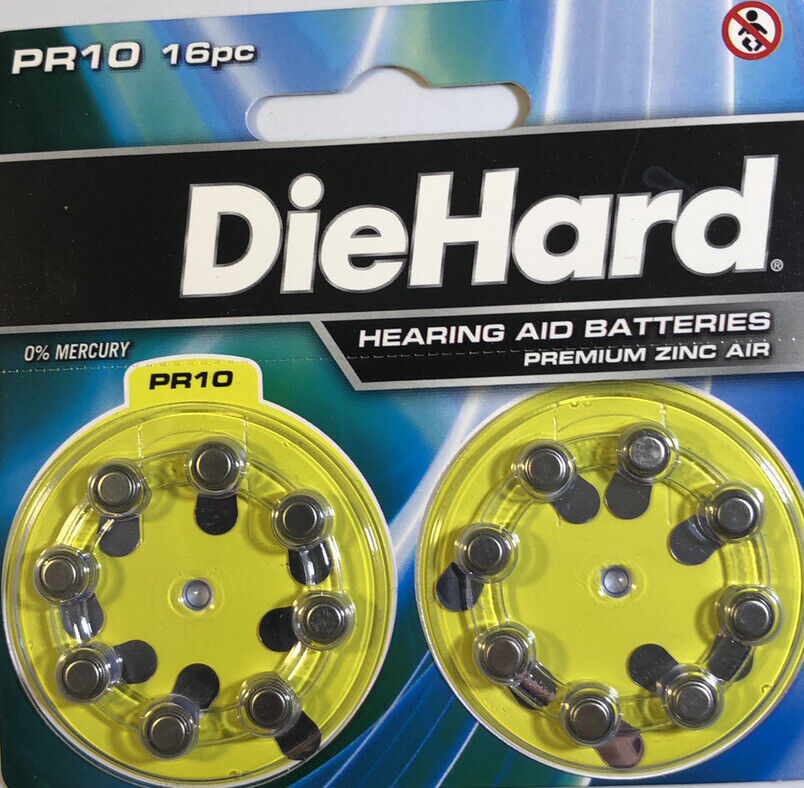 PR10 16pc
DieHard®
HEARING AID BATTERIES
PREMIUM ZINC AIR
0% MERCURY
PR10